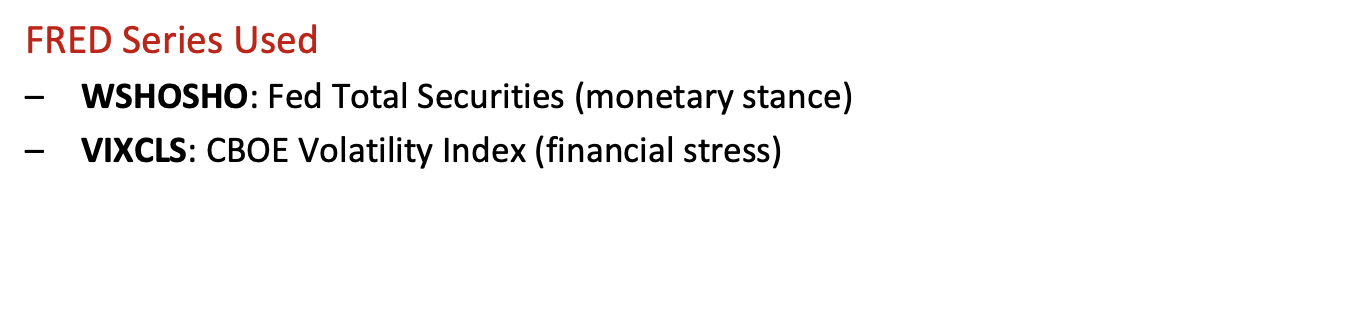 FRED Series Used
– WSHOSHO: Fed Total Securities (monetary stance)
– VIXCLS: CBOE Volatility Index (financial stress)